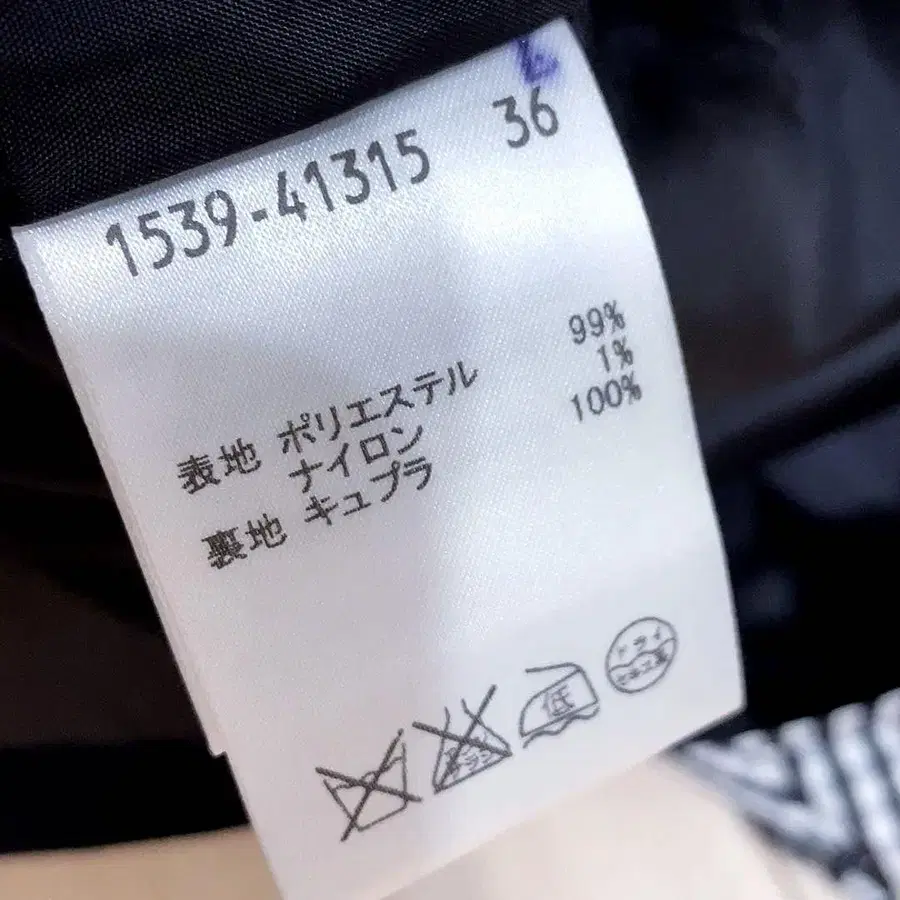 L
1539-41315 36
表地 ポリエステル 99%
ナイロン 1%
裏地 キュプラ 100%
低
ドライ